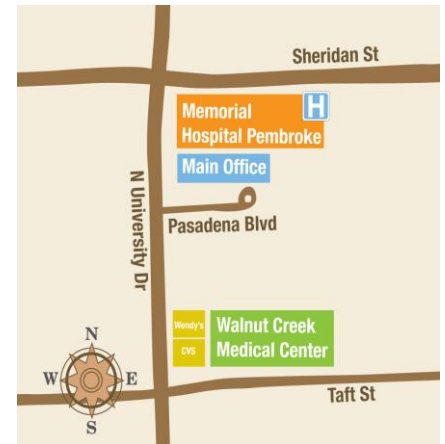 Sheridan St
Memorial
Hospital Pembroke
H
Main Office
N University Dr
Pasadena Blvd
Wendy's
CVS
Walnut Creek
Medical Center
Taft St
N
W
E
S